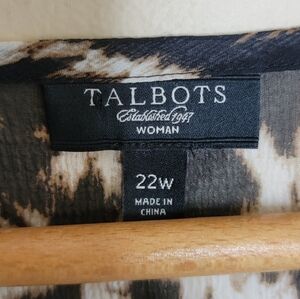 TALBOTS
Established 1947
WOMAN
22W
MADE IN
CHINA